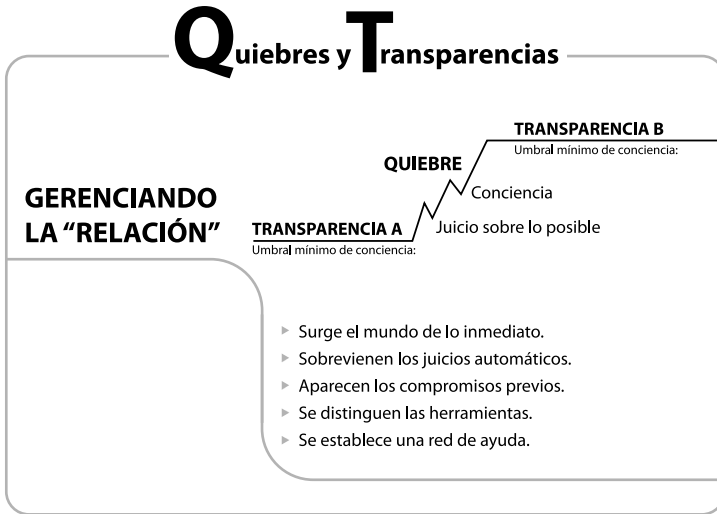 Quiebres y Transparencias
TRANSPARENCIA B
Umbral mínimo de conciencia:
QUIEBRE
Conciencia
GERENCIANDO
LA “RELACIÓN”
TRANSPARENCIA A
Umbral mínimo de conciencia:
Juicio sobre lo posible
Surge el mundo de lo inmediato.
Sobrevienen los juicios automáticos.
Aparecen los compromisos previos.
Se distinguen las herramientas.
Se establece una red de ayuda.